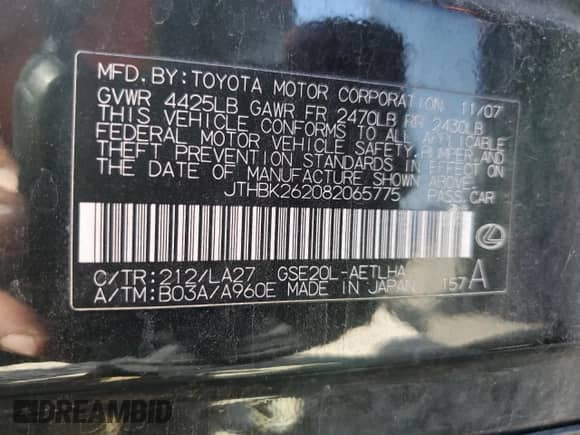 MFD. BY: TOYOTA MOTOR CORPORATION 11/07
GVWR 4425LB GAWR FR 2470LB RR 2430LB
THIS VEHICLE CONFORMS TO ALL APPLICABLE
FEDERAL MOTOR VEHICLE SAFETY, BUMPER, AND
THEFT PREVENTION STANDARDS IN EFFECT ON
THE DATE OF MANUFACTURE SHOWN ABOVE.
JTHBK262082065775 PASS. CAR
C/TR: 212/LA27 GSE20L-AETLHA
A/TM: B03A/A960E MADE IN JAPAN 157 A
DREAMBID